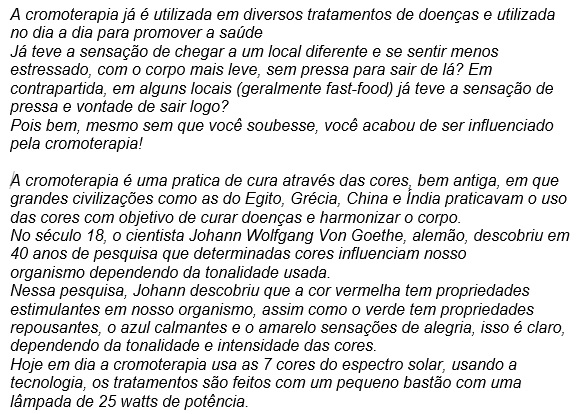 A cromoterapia já é utilizada em diversos tratamentos de doenças e utilizada
no dia a dia para promover a saúde
Já teve a sensação de chegar a um local diferente e se sentir menos
estressado, com o corpo mais leve, sem pressa para sair de lá? Em
contrapartida, em alguns locais (geralmente fast-food) já teve a sensação de
pressa e vontade de sair logo?
Pois bem, mesmo sem que você soubesse, você acabou de ser influenciado
pela cromoterapia!
A cromoterapia é uma pratica de cura através das cores, bem antiga, em que
grandes civilizações como as do Egito, Grécia, China e Índia praticavam o uso
das cores com objetivo de curar doenças e harmonizar o corpo.
No século 18, o cientista Johann Wolfgang Von Goethe, alemão, descobriu em
40 anos de pesquisa que determinadas cores influenciam nosso
organismo dependendo da tonalidade usada.
Nessa pesquisa, Johann descobriu que a cor vermelha tem propriedades
estimulantes em nosso organismo, assim como o verde tem propriedades
repousantes, o azul calmantes e o amarelo sensações de alegria, isso é claro,
dependendo da tonalidade e intensidade das cores.
Hoje em dia a cromoterapia usa as 7 cores do espectro solar, usando a
tecnologia, os tratamentos são feitos com um pequeno bastão com uma
lâmpada de 25 watts de potência.